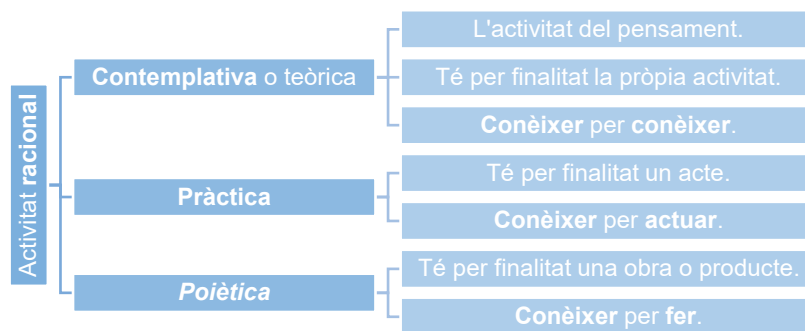 Activitat racional
Contemplativa o teòrica
L'activitat del pensament.
Té per finalitat la pròpia activitat.
Conèixer per conèixer.
Pràctica
Té per finalitat un acte.
Conèixer per actuar.
Poiètica
Té per finalitat una obra o producte.
Conèixer per fer.